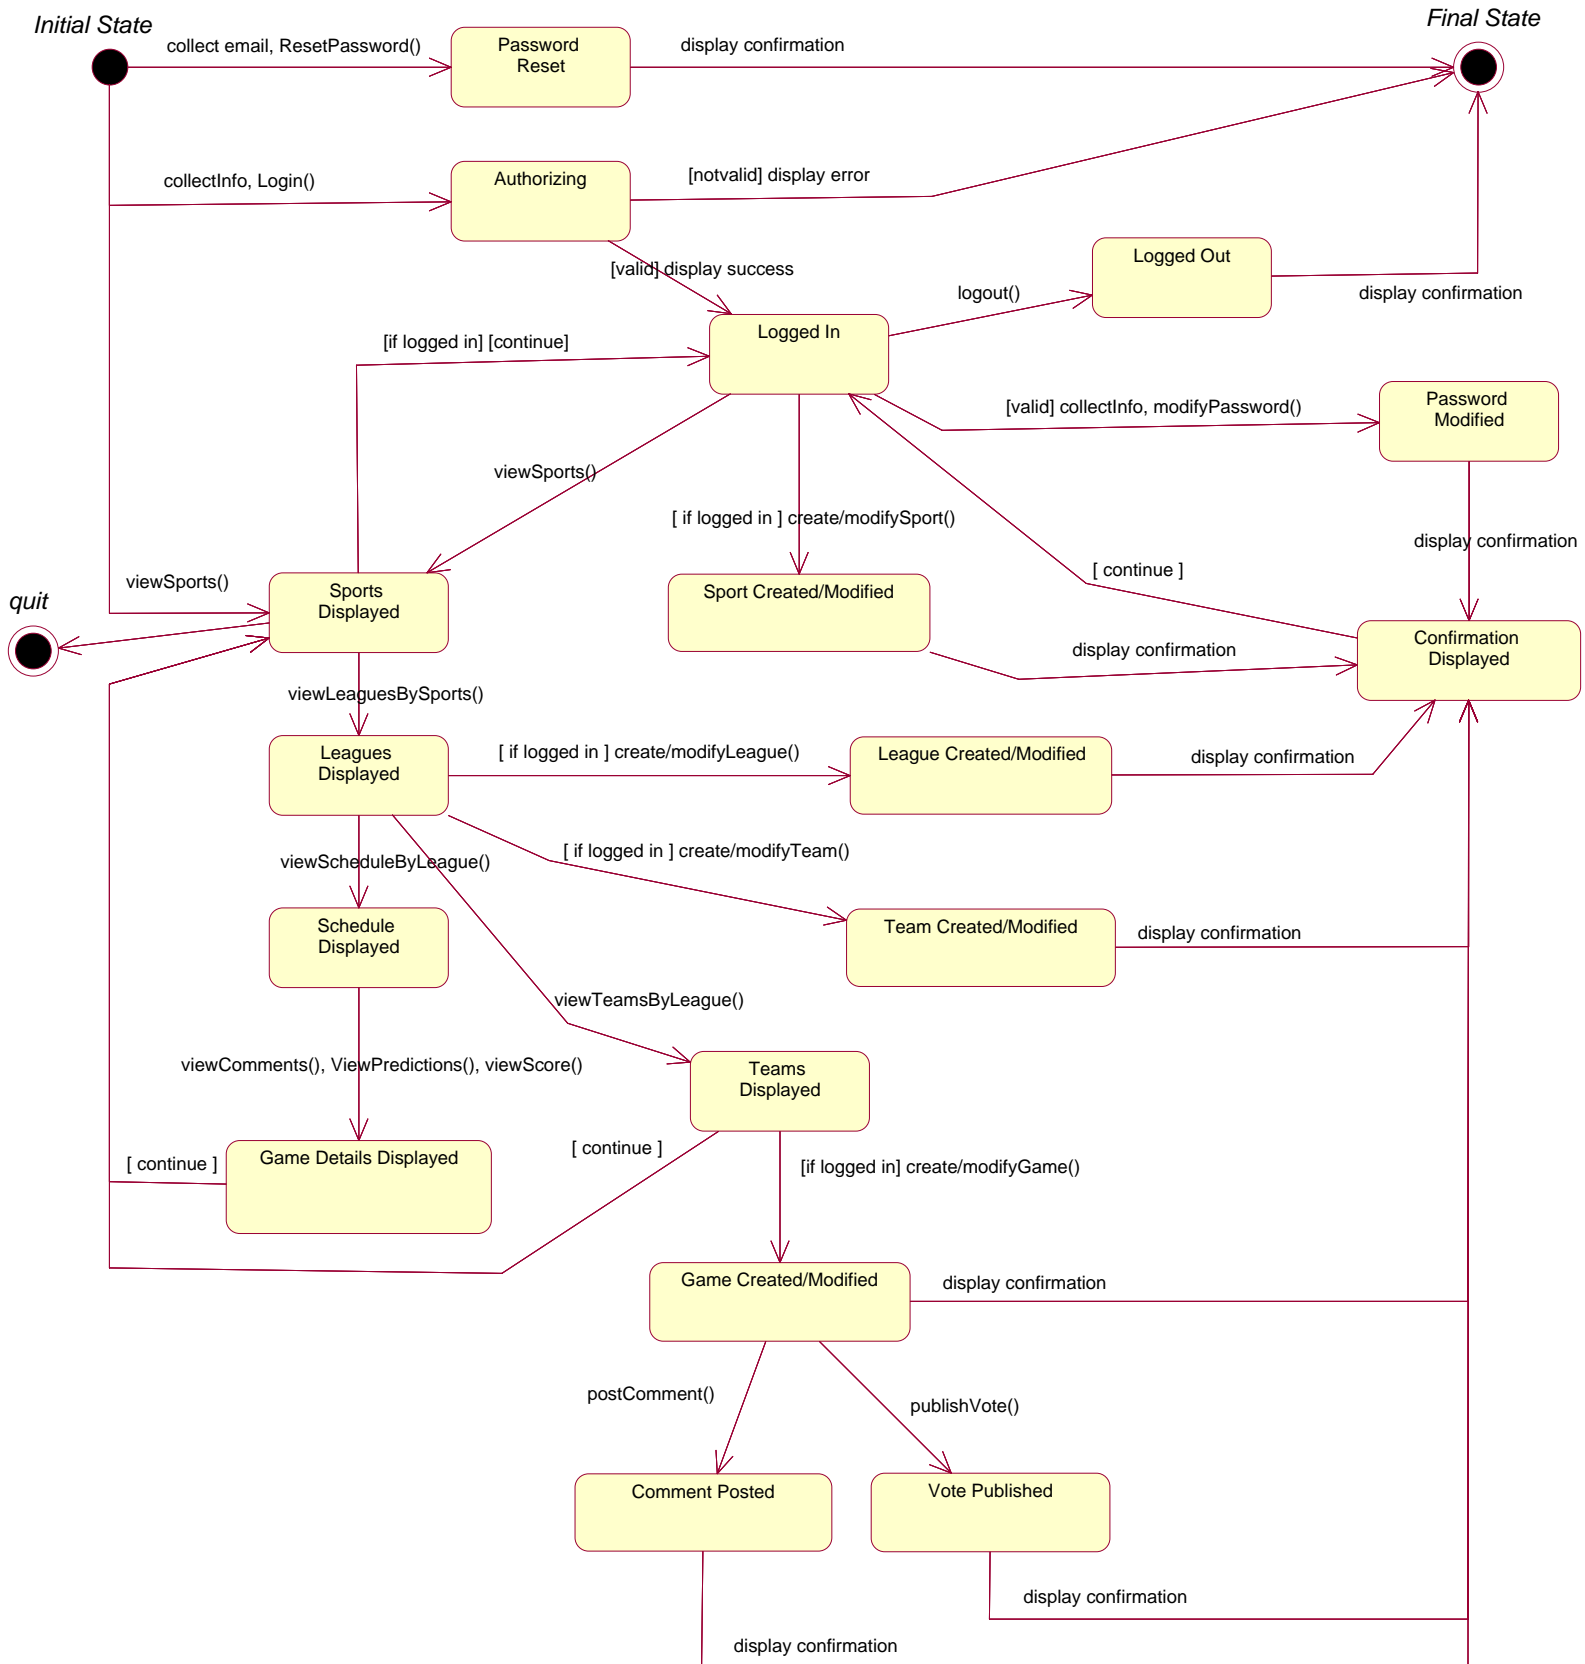 Initial State
Final State
collect email, ResetPassword()
Password
Reset
display confirmation
collectInfo, Login()
Authorizing
[notvalid] display error
[valid] display success
Logged Out
logout()
display confirmation
Logged In
[if logged in] [continue]
[valid] collectInfo, modifyPassword()
Password
Modified
viewSports()
[ if logged in ] create/modifySport()
display confirmation
viewSports()
quit
Sports
Displayed
Sport Created/Modified
[ continue ]
display confirmation
Confirmation
Displayed
viewLeaguesBySports()
Leagues
Displayed
[ if logged in ] create/modifyLeague()
League Created/Modified
display confirmation
viewScheduleByLeague()
[ if logged in ] create/modifyTeam()
Schedule
Displayed
Team Created/Modified
display confirmation
viewTeamsByLeague()
viewComments(), ViewPredictions(), viewScore()
Teams
Displayed
[ continue ]
Game Details Displayed
[ continue ]
[if logged in] create/modifyGame()
Game Created/Modified
display confirmation
postComment()
publishVote()
Comment Posted
Vote Published
display confirmation
display confirmation